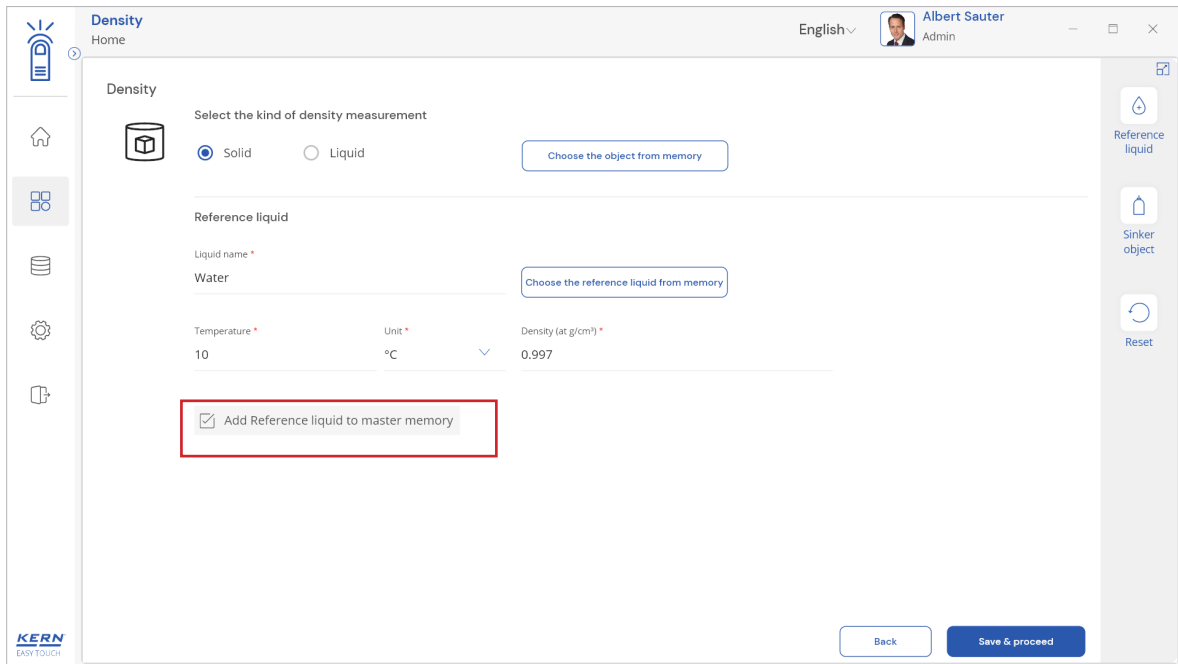 Density
Home
English
Albert Sauter
Admin
Density
Select the kind of density measurement
Solid
Liquid
Choose the object from memory
Reference liquid
Liquid name *
Water
Choose the reference liquid from memory
Temperature *
Unit *
Density (at g/cm³) *
10
°C
0.997
Add Reference liquid to master memory
Reference
liquid
Sinker
object
Reset
Back
Save & proceed
KERN
EASY TOUCH